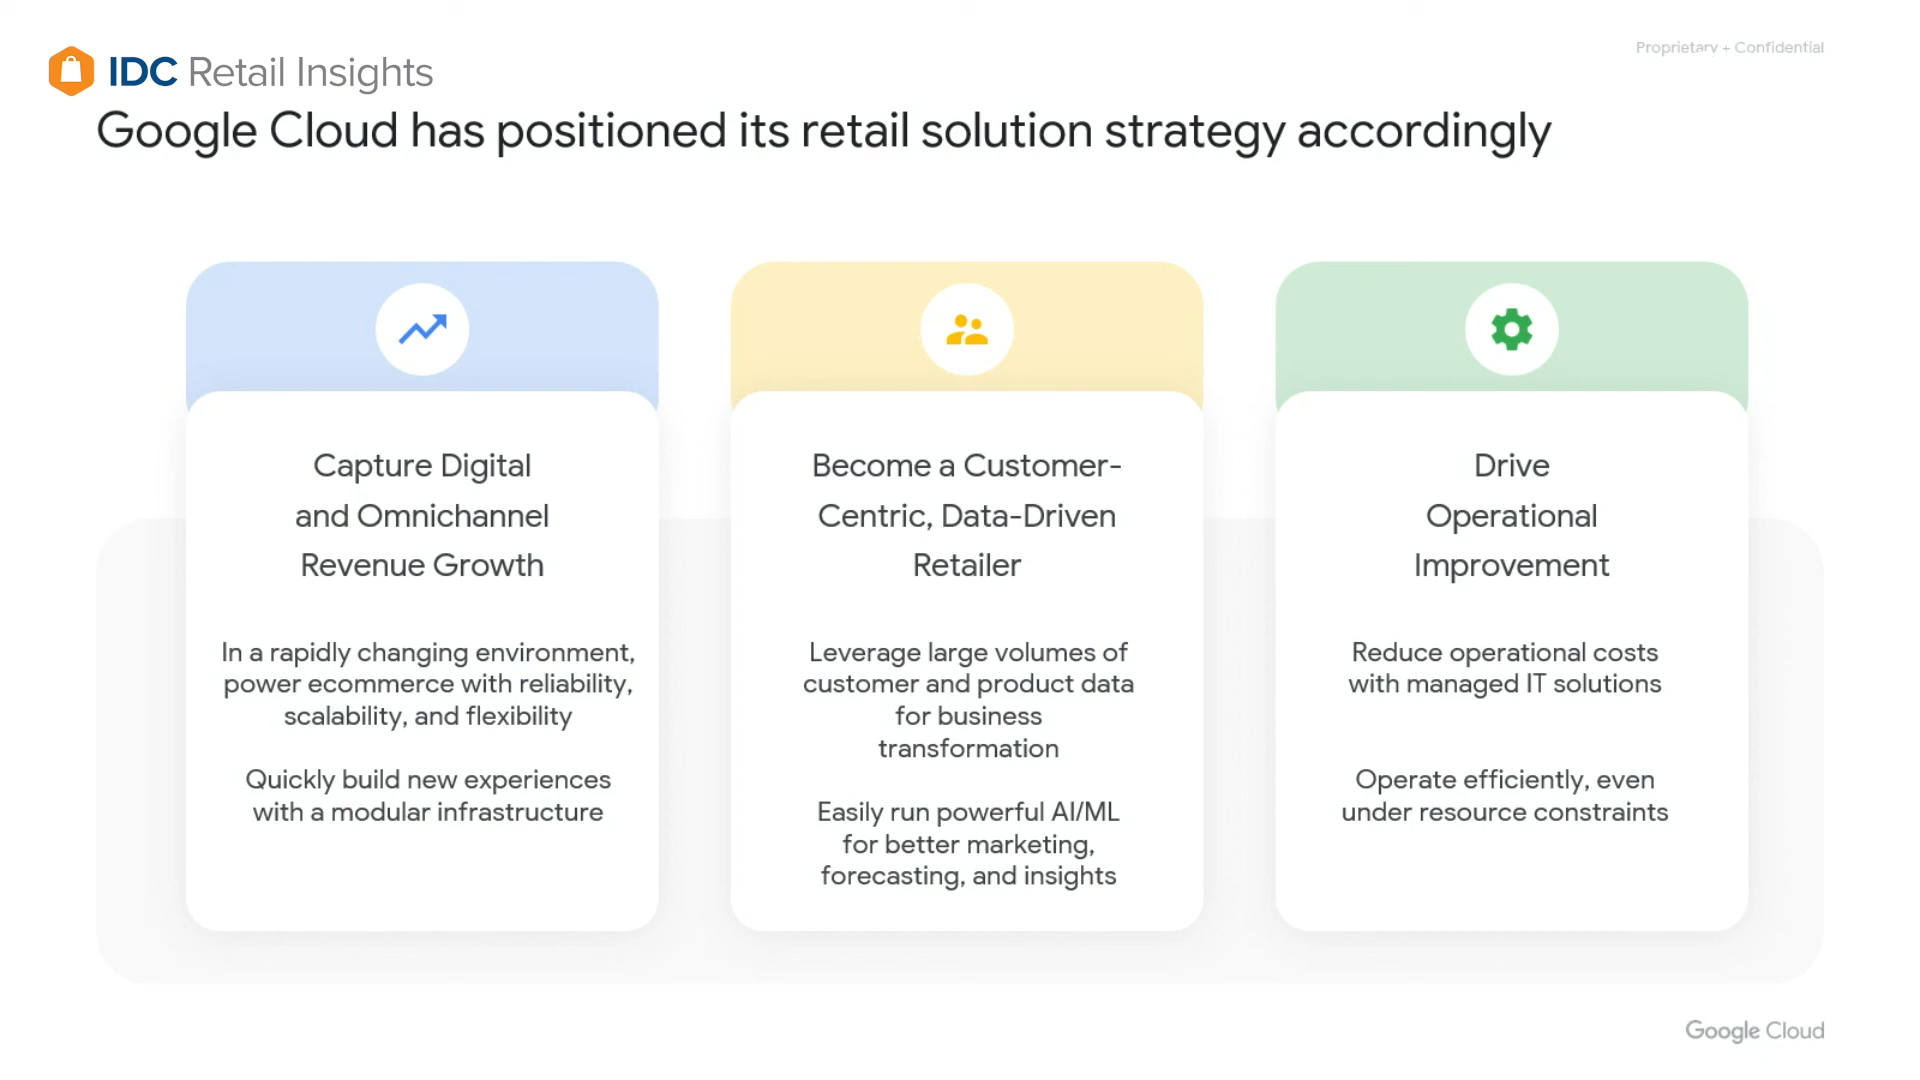 IDC Retail Insights
Proprietary + Confidential
Google Cloud has positioned its retail solution strategy accordingly
Capture Digital
and Omnichannel
Revenue Growth
In a rapidly changing environment,
power ecommerce with reliability,
scalability, and flexibility
Quickly build new experiences
with a modular infrastructure
Become a Customer-
Centric, Data-Driven
Retailer
Leverage large volumes of
customer and product data
for business
transformation
Easily run powerful AI/ML
for better marketing,
forecasting, and insights
Drive
Operational
Improvement
Reduce operational costs
with managed IT solutions
Operate efficiently, even
under resource constraints
Google Cloud